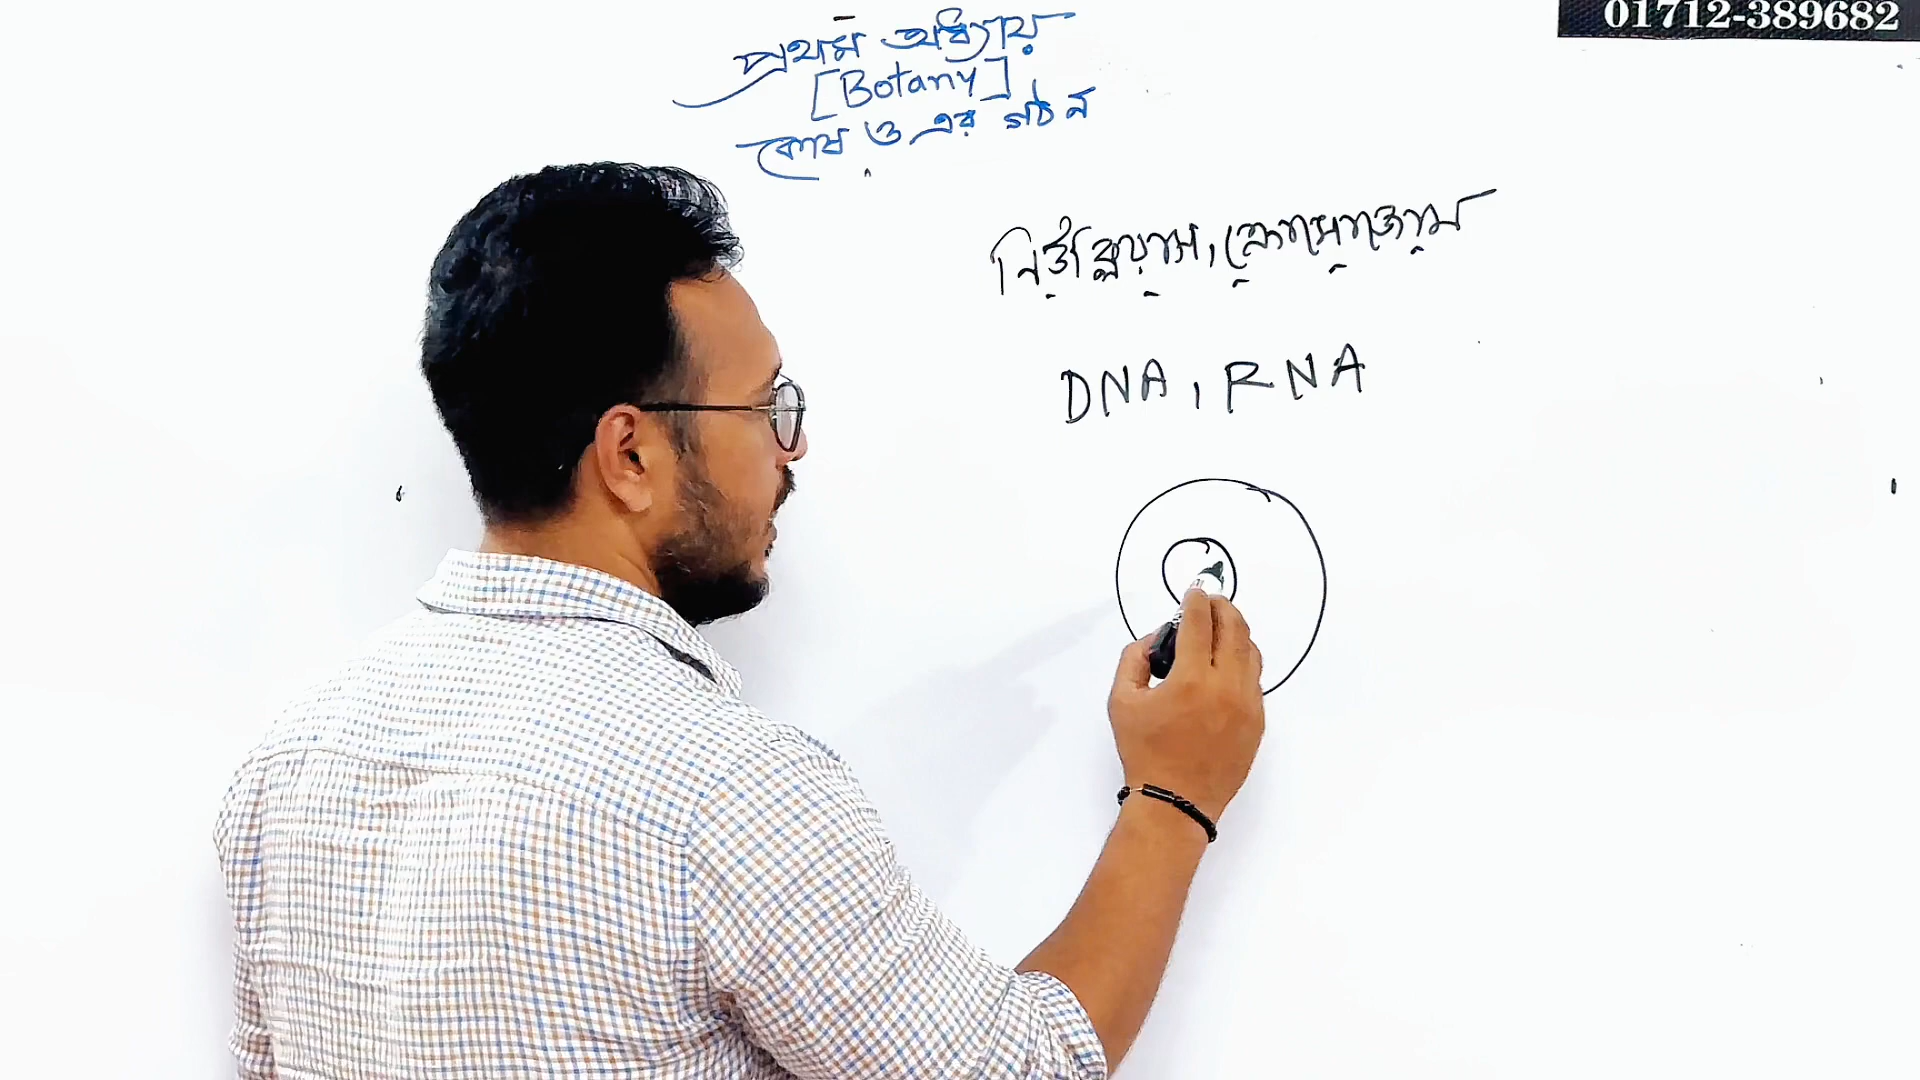 01712-389682
প্রথম অধ্যায়
[Botany]
কোষ ও এর গঠন
নিউক্লিয়াস, ক্রোমোজোম
DNA, RNA